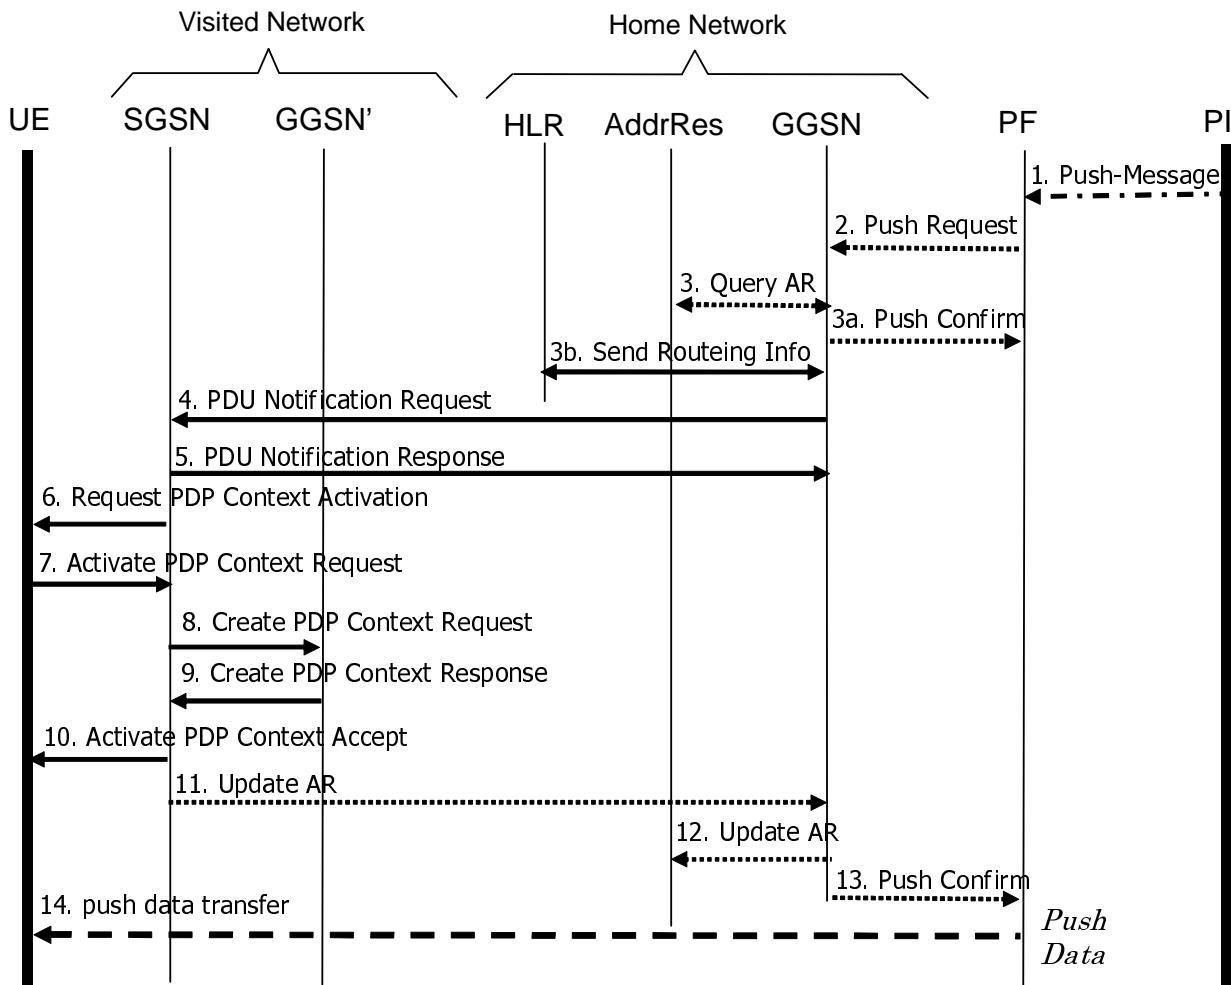 Visited Network
Home Network
UE
SGSN
GGSN’
HLR
AddrRes
GGSN
PF
PI
1. Push-Message
2. Push Request
3. Query AR
3a. Push Confirm
3b. Send Routeing Info
4. PDU Notification Request
5. PDU Notification Response
6. Request PDP Context Activation
7. Activate PDP Context Request
8. Create PDP Context Request
9. Create PDP Context Response
10. Activate PDP Context Accept
11. Update AR
12. Update AR
13. Push Confirm
14. push data transfer
Push
Data